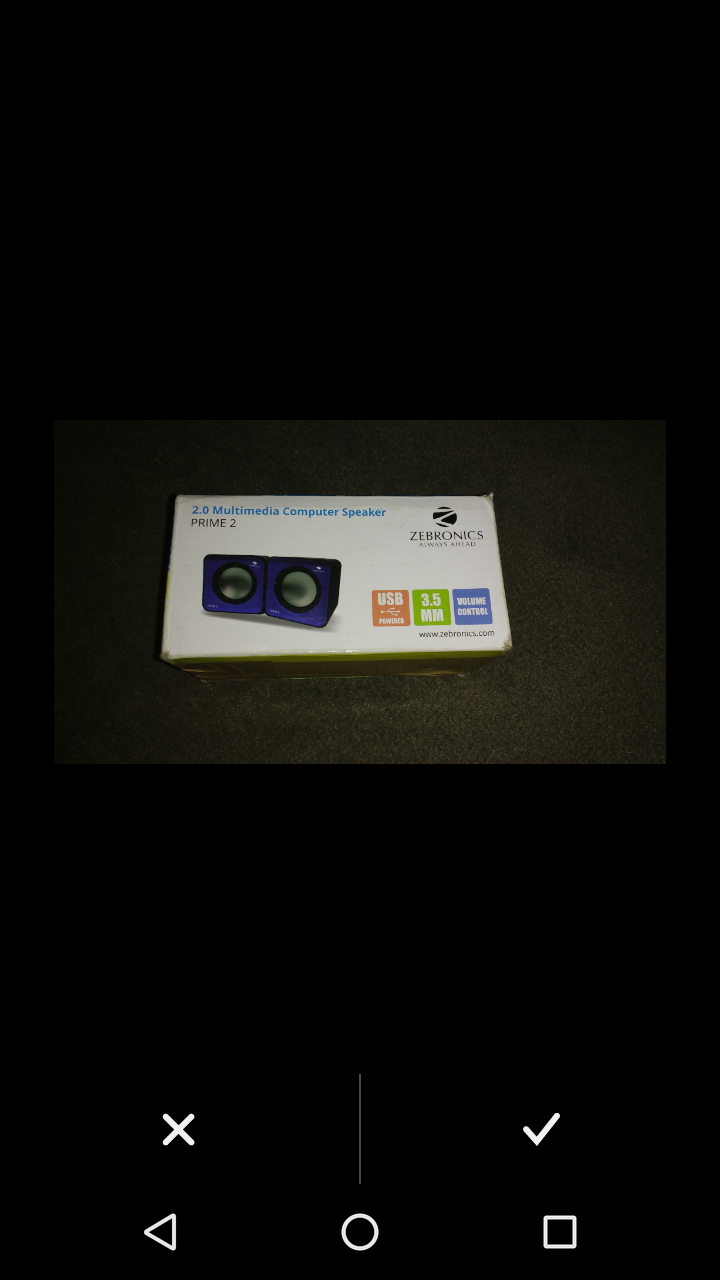 2.0 Multimedia Computer Speaker
PRIME 2
ZEBRONICS
ALWAYS AHEAD
USB
POWERED
3.5
MM
VOLUME
CONTROL
www.zebronics.com